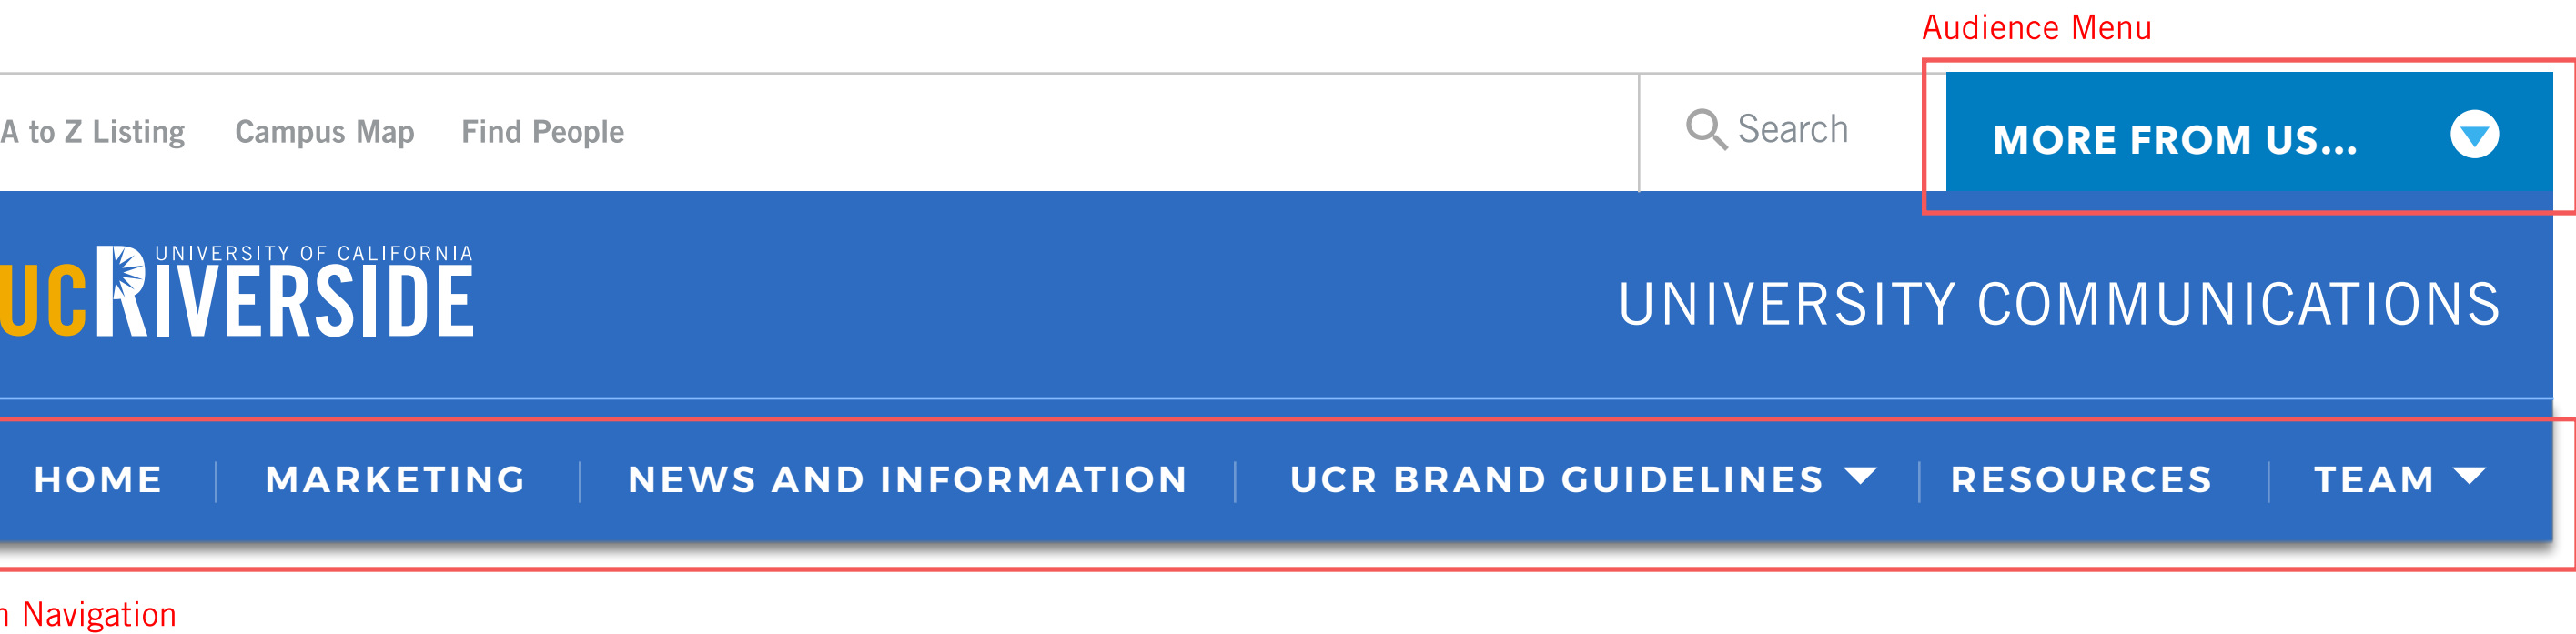 Audience Menu
A to Z Listing Campus Map Find People Search MORE FROM US...
UNIVERSITY OF CALIFORNIA
UCRIVERSIDE
UNIVERSITY COMMUNICATIONS
HOME MARKETING NEWS AND INFORMATION UCR BRAND GUIDELINES RESOURCES TEAM
n Navigation